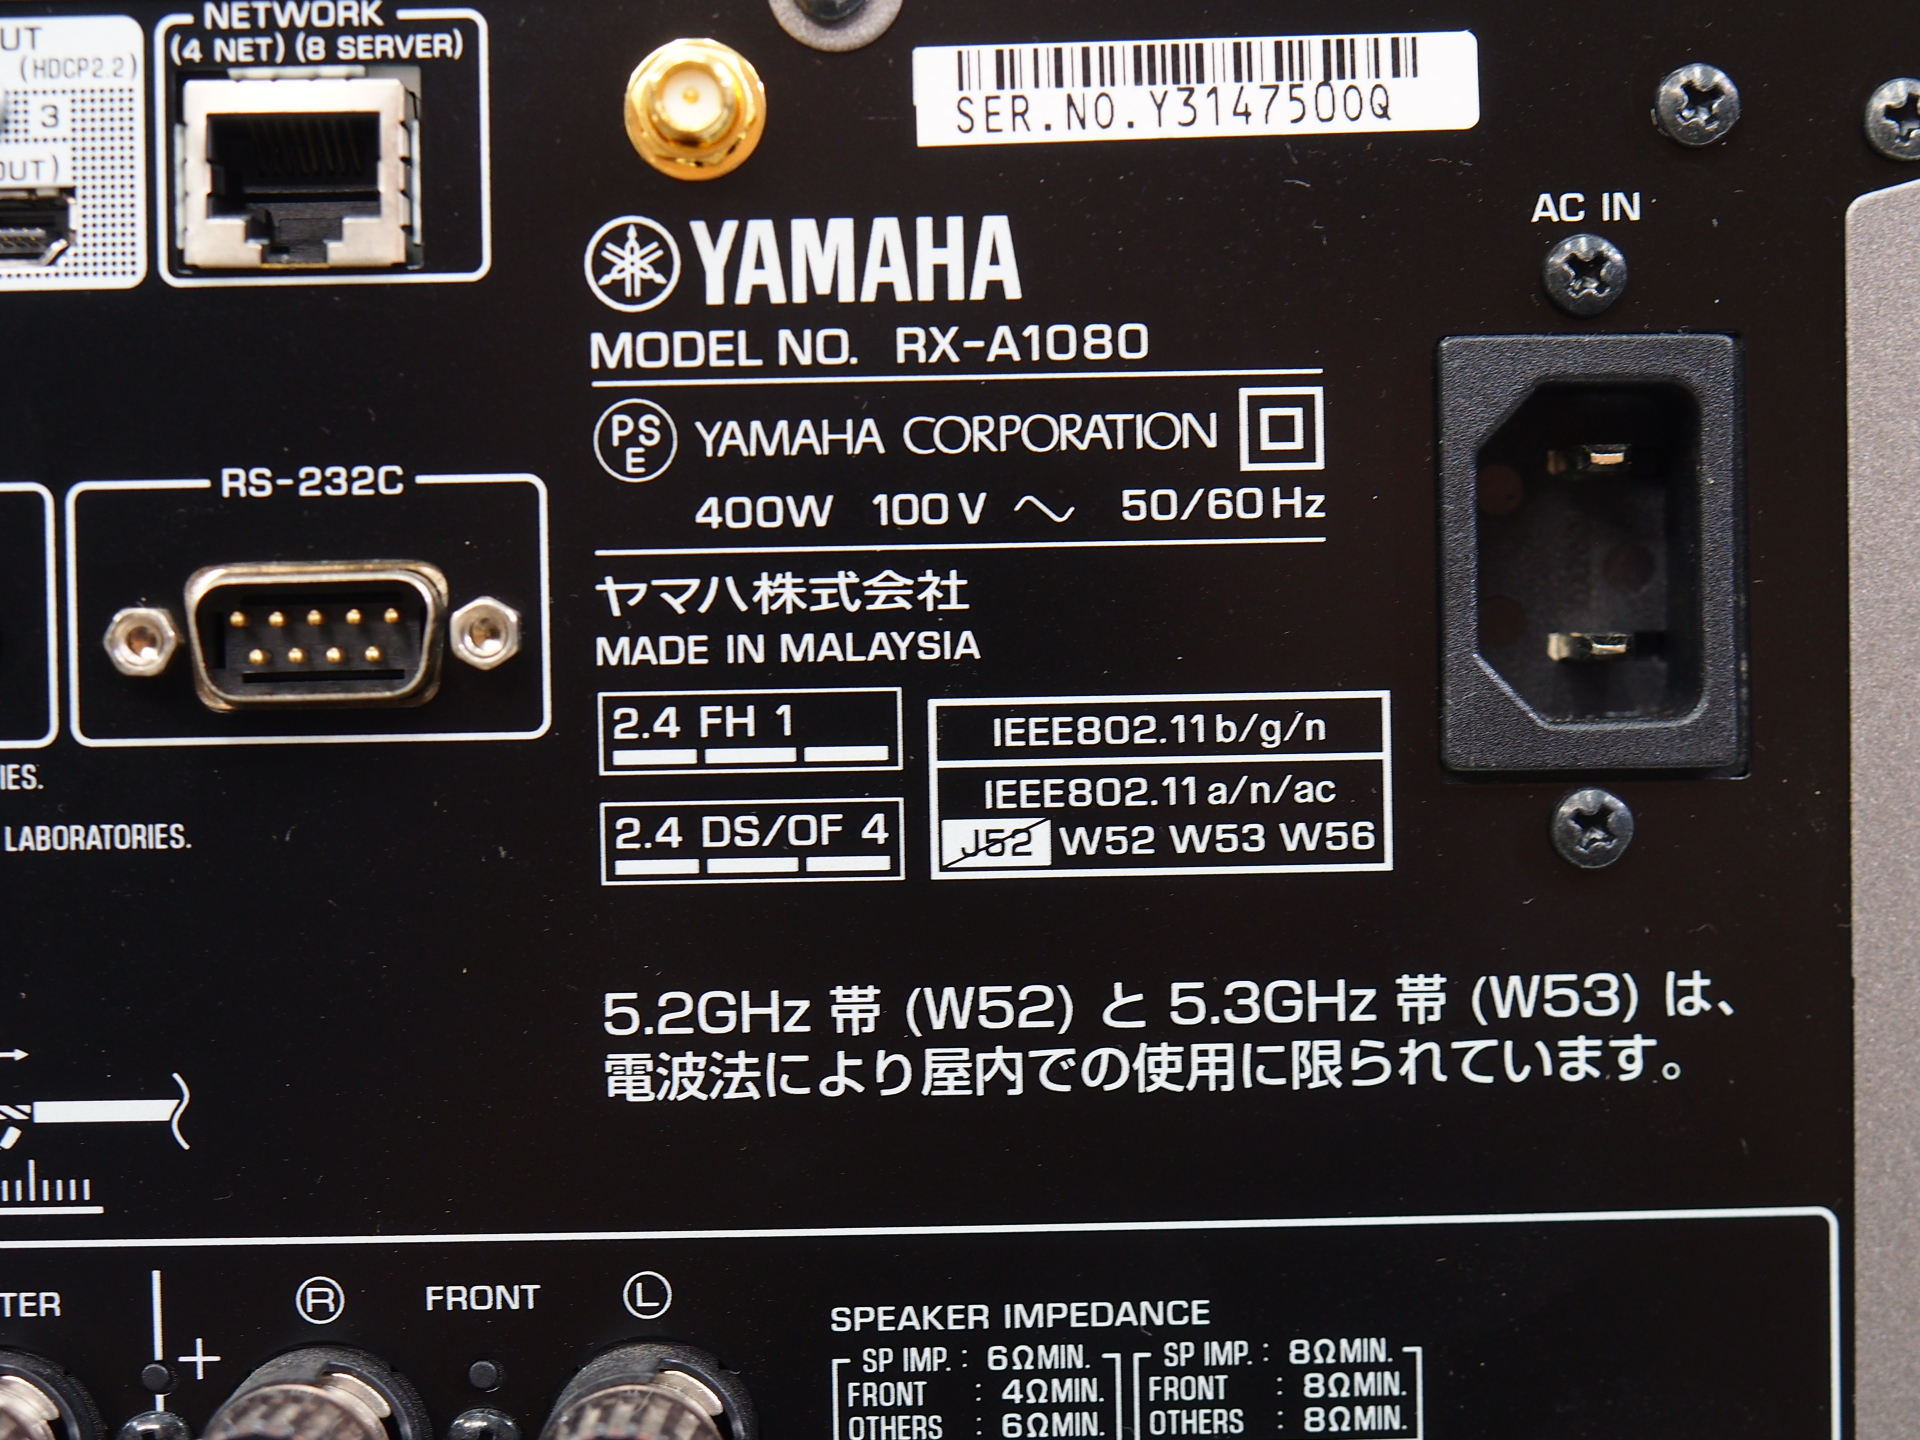 UT
(HDCP2.2)
3
OUT)
NETWORK
(4 NET) (8 SERVER)
SER.NO.Y3147500Q
AC IN
YAMAHA
MODEL NO. RX-A1080
PSE YAMAHA CORPORATION
400W 100V ~ 50/60Hz
RS-232C
ヤマハ株式会社
MADE IN MALAYSIA
2.4 FH 1
2.4 DS/OF 4
IEEE802.11b/g/n
IEEE802.11a/n/ac
J52 W52 W53 W56
IES.
LABORATORIES.
5.2GHz 帯 (W52) と 5.3GHz 帯 (W53) は、
電波法により屋内での使用に限られています。
TER
+
R FRONT L
SPEAKER IMPEDANCE
SP IMP. : 6ΩMIN.
FRONT : 4ΩMIN.
OTHERS : 6ΩMIN.
SP IMP. : 8ΩMIN.
FRONT : 8ΩMIN.
OTHERS : 8ΩMIN.